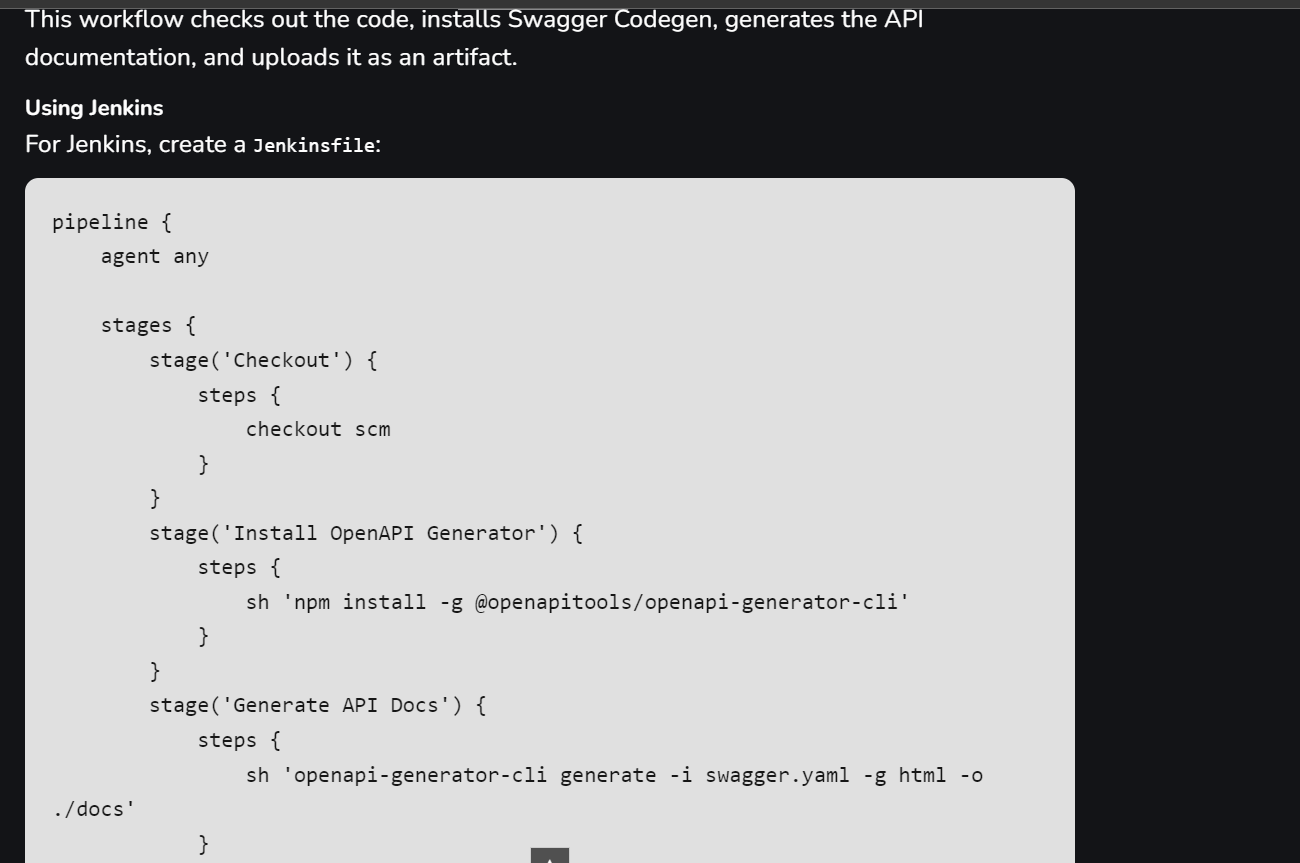 This workflow checks out the code, installs Swagger Codegen, generates the API
documentation, and uploads it as an artifact.
Using Jenkins
For Jenkins, create a Jenkinsfile:
pipeline {
    agent any

    stages {
        stage('Checkout') {
            steps {
                checkout scm
            }
        }
        stage('Install OpenAPI Generator') {
            steps {
                sh 'npm install -g @openapitools/openapi-generator-cli'
            }
        }
        stage('Generate API Docs') {
            steps {
                sh 'openapi-generator-cli generate -i swagger.yaml -g html -o
./docs'
            }